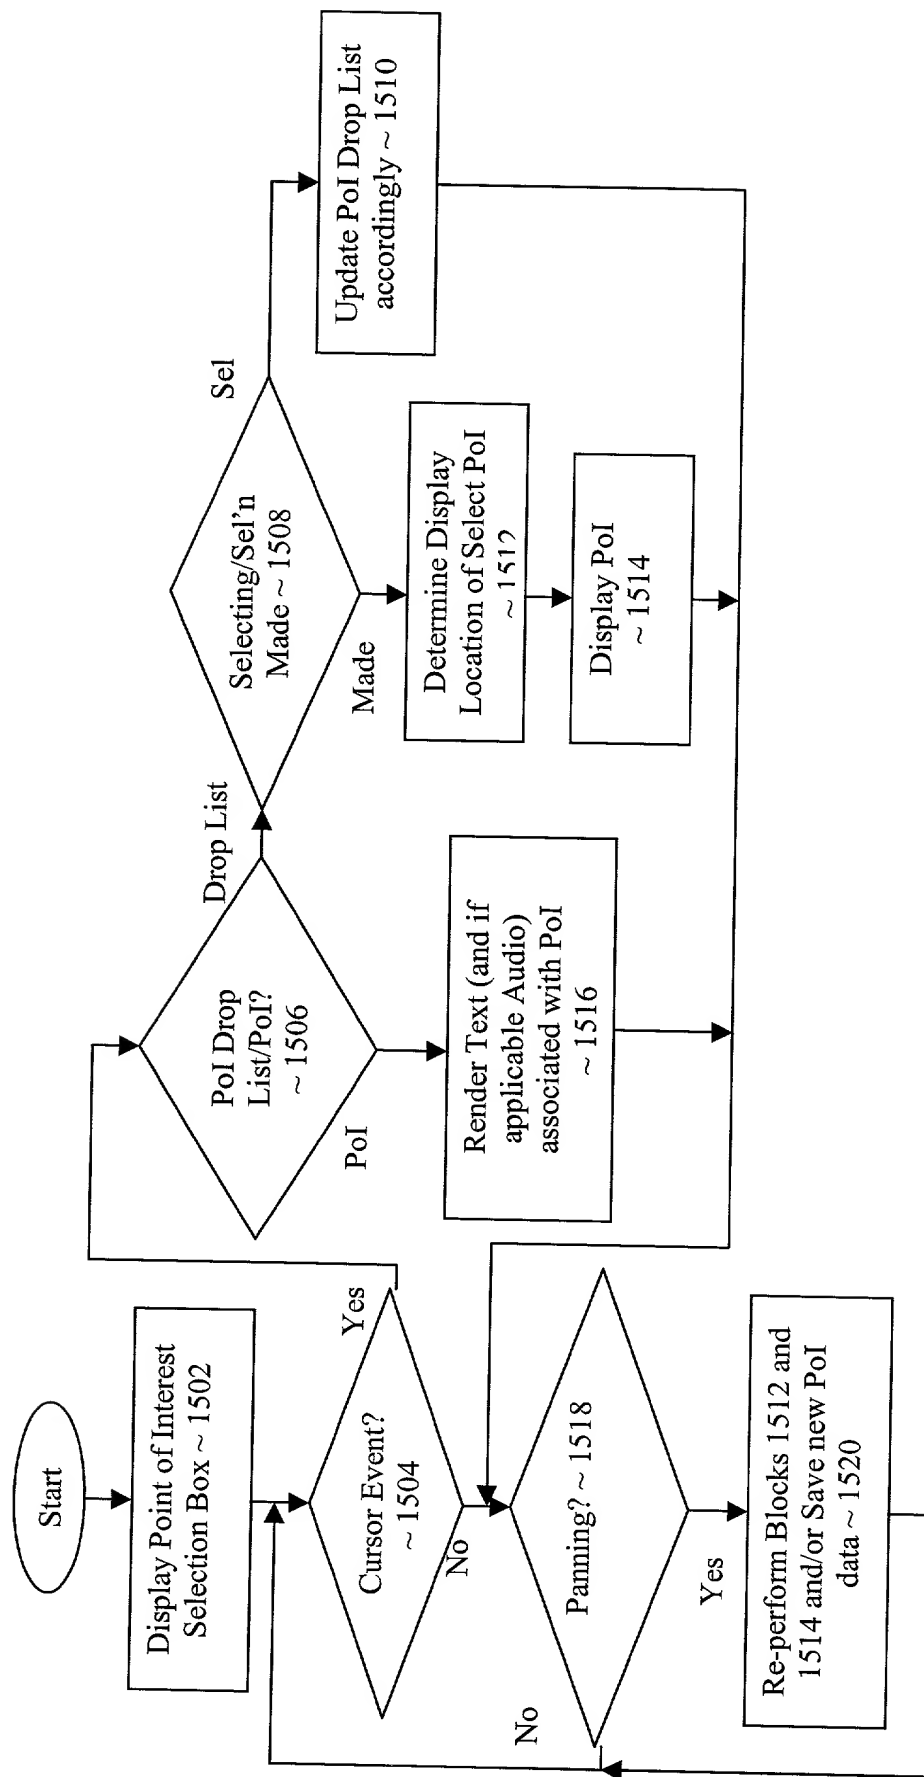 Start
Display Point of Interest
Selection Box ~ 1502
Cursor Event?
~ 1504
Yes
No
PoI Drop
List/PoI?
~ 1506
Drop List
PoI
Selecting/Sel'n
Made ~ 1508
Sel
Made
Update PoI Drop List
accordingly ~ 1510
Determine Display
Location of Select PoI
~ 1512
Display PoI
~ 1514
Render Text (and if
applicable Audio)
associated with PoI
~ 1516
Panning? ~ 1518
No
Yes
Re-perform Blocks 1512 and
1514 and/or Save new PoI
data ~ 1520